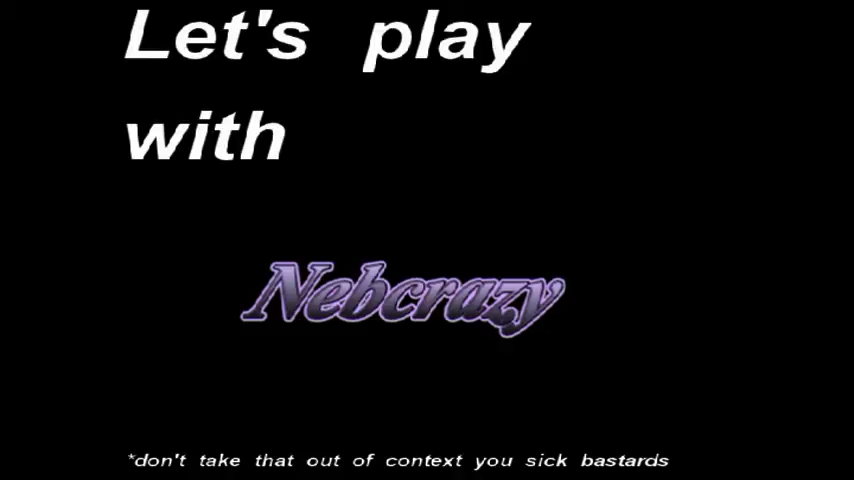 Let's play
with
Nebcrazy
*don't take that out of context you sick bastards